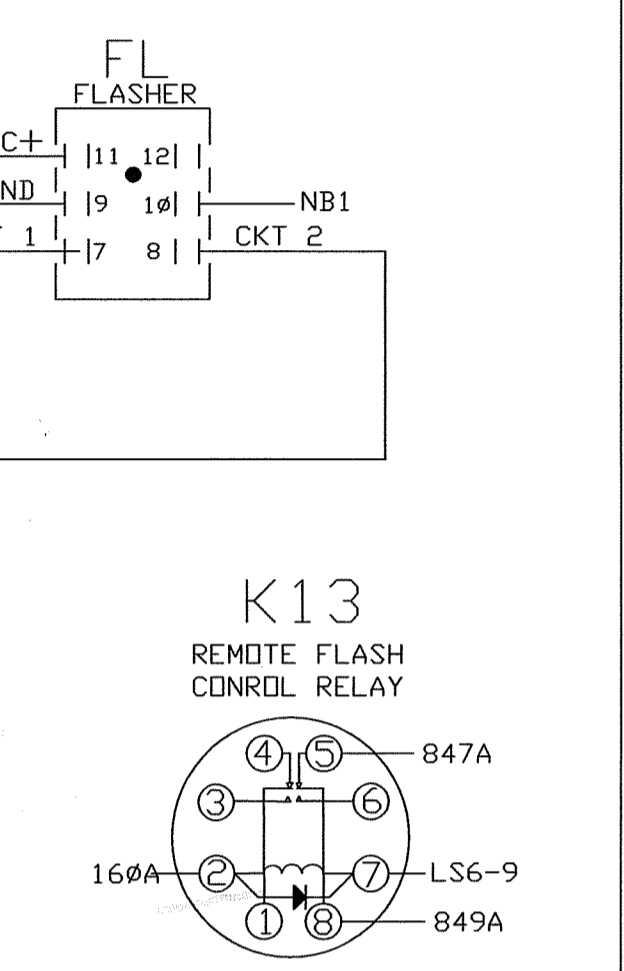 FL
FLASHER
C+
11 12
ND
9 1Ø
NB1
1
7 8
CKT 2
K13
REMOTE FLASH
CONROL RELAY
4 5
847A
3 6
16ØA
2 7
LS6-9
1 8
849A